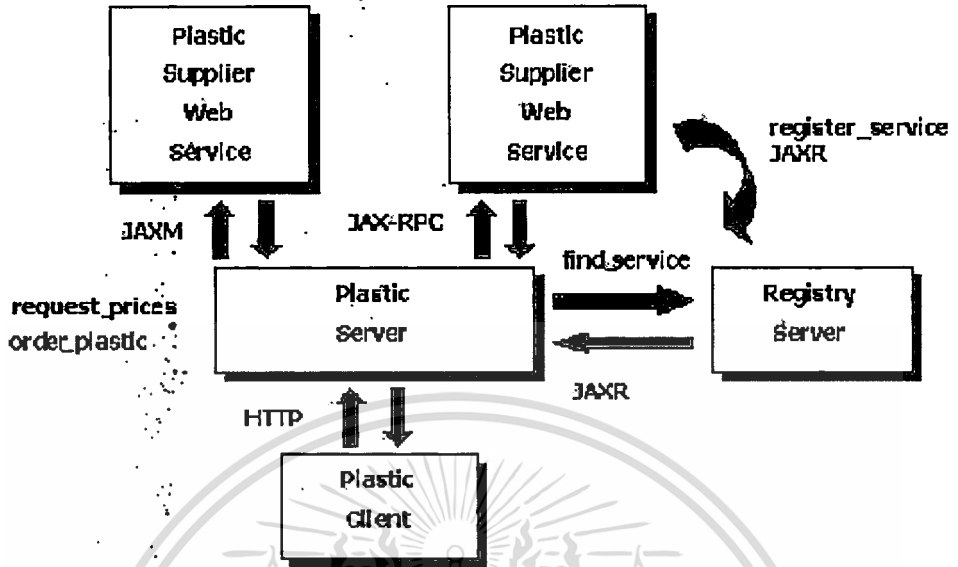 Plastic
Supplier
Web
Service
Plastic
Supplier
Web
Service
register_service
JAXR
JAXM
JAX-RPC
find_service
request_prices
order_plastic
Plastic
Server
Registry
Server
JAXR
HTTP
Plastic
Client